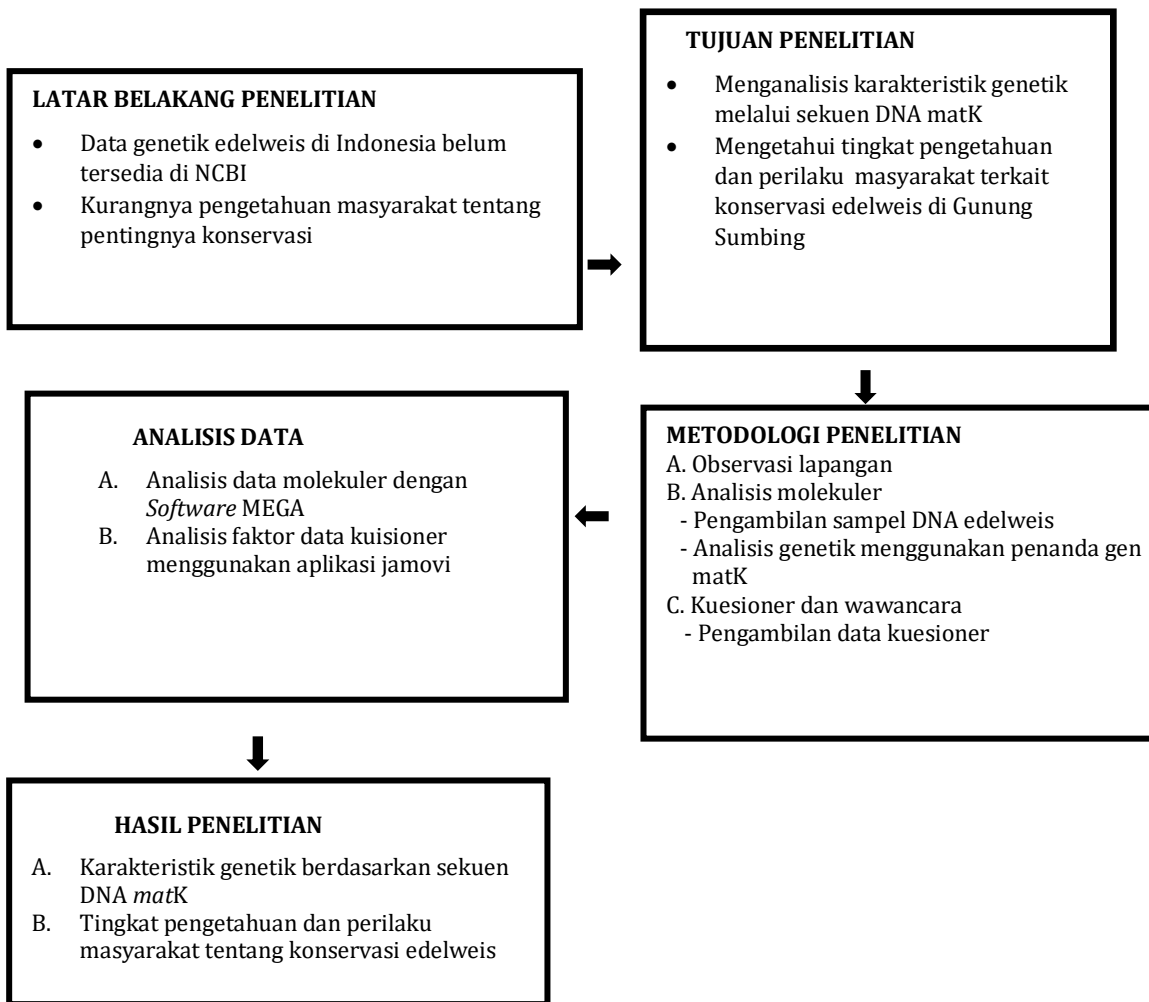 LATAR BELAKANG PENELITIAN
• Data genetik edelweis di Indonesia belum
tersedia di NCBI
• Kurangnya pengetahuan masyarakat tentang
pentingnya konservasi
TUJUAN PENELITIAN
• Menganalisis karakteristik genetik
melalui sekuen DNA matK
• Mengetahui tingkat pengetahuan
dan perilaku masyarakat terkait
konservasi edelweis di Gunung
Sumbing
METODOLOGI PENELITIAN
A. Observasi lapangan
B. Analisis molekuler
- Pengambilan sampel DNA edelweis
- Analisis genetik menggunakan penanda gen
matK
C. Kuesioner dan wawancara
- Pengambilan data kuesioner
ANALISIS DATA
A. Analisis data molekuler dengan
Software MEGA
B. Analisis faktor data kuisioner
menggunakan aplikasi jamovi
HASIL PENELITIAN
A. Karakteristik genetik berdasarkan sekuen
DNA matK
B. Tingkat pengetahuan dan perilaku
masyarakat tentang konservasi edelweis